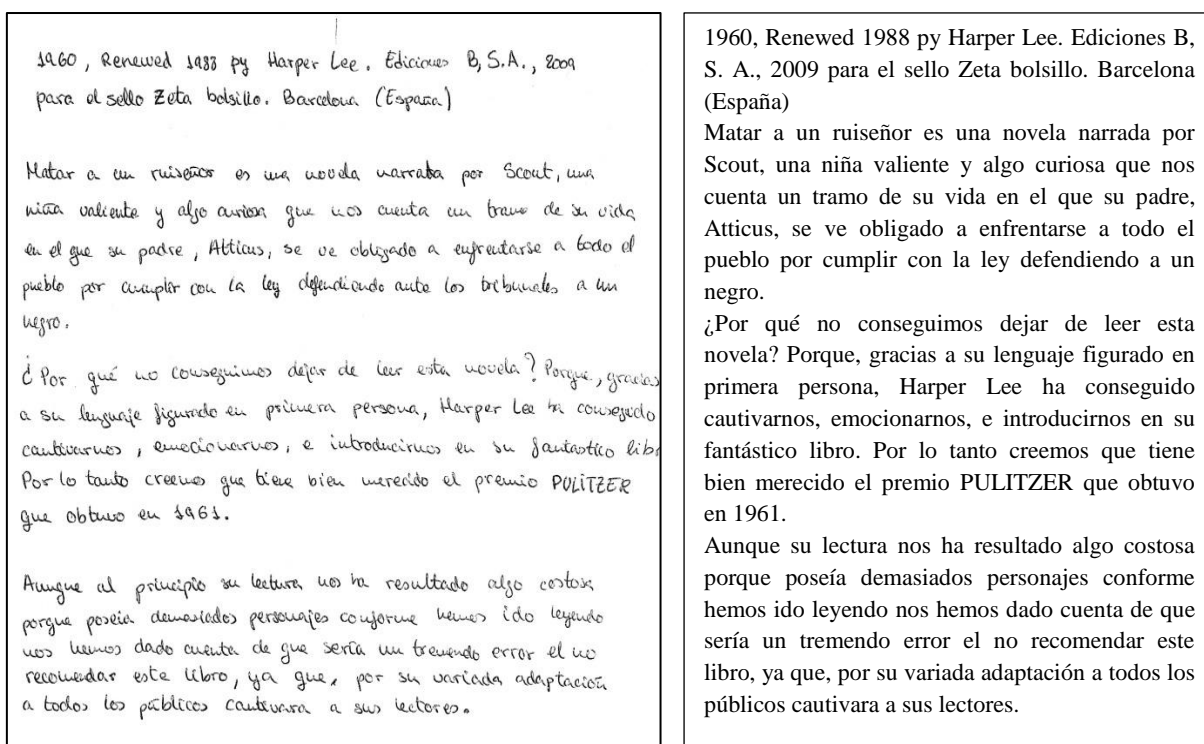 1960, Renewed 1988 py Harper Lee. Ediciones B, S.A., 2009
para el sello Zeta bolsillo. Barcelona (España)
Matar a un ruiseñor es una novela narrada por Scout, una
niña valiente y algo curiosa que nos cuenta un tramo de su vida
en el que su padre, Atticus, se ve obligado a enfrentarse a todo el
pueblo por cumplir con la ley defendiendo ante los tribunales a un
negro.
¿Por qué no conseguimos dejar de leer esta novela? Porque, gracias
a su lenguaje figurado en primera persona, Harper Lee ha conseguido
cautivarnos, emocionarnos, e introducirnos en su fantastico libr
Por lo tanto creemos que tiene bien merecido el premio PULITZER
que obtuvo en 1961.
Aunque al principio su lectura nos ha resultado algo costosa
porque poseía demasiados personajes conforme hemos ido leyendo
nos hemos dado cuenta de que sería un tremendo error el no
recomendar este libro, ya que, por su variada adaptación
a todos los públicos cautivara a sus lectores.
1960, Renewed 1988 py Harper Lee. Ediciones B,
S. A., 2009 para el sello Zeta bolsillo. Barcelona
(España)
Matar a un ruiseñor es una novela narrada por
Scout, una niña valiente y algo curiosa que nos
cuenta un tramo de su vida en el que su padre,
Atticus, se ve obligado a enfrentarse a todo el
pueblo por cumplir con la ley defendiendo a un
negro.
¿Por qué no conseguimos dejar de leer esta
novela? Porque, gracias a su lenguaje figurado en
primera persona, Harper Lee ha conseguido
cautivarnos, emocionarnos, e introducirnos en su
fantástico libro. Por lo tanto creemos que tiene
bien merecido el premio PULITZER que obtuvo
en 1961.
Aunque su lectura nos ha resultado algo costosa
porque poseía demasiados personajes conforme
hemos ido leyendo nos hemos dado cuenta de que
sería un tremendo error el no recomendar este
libro, ya que, por su variada adaptación a todos los
públicos cautivara a sus lectores.